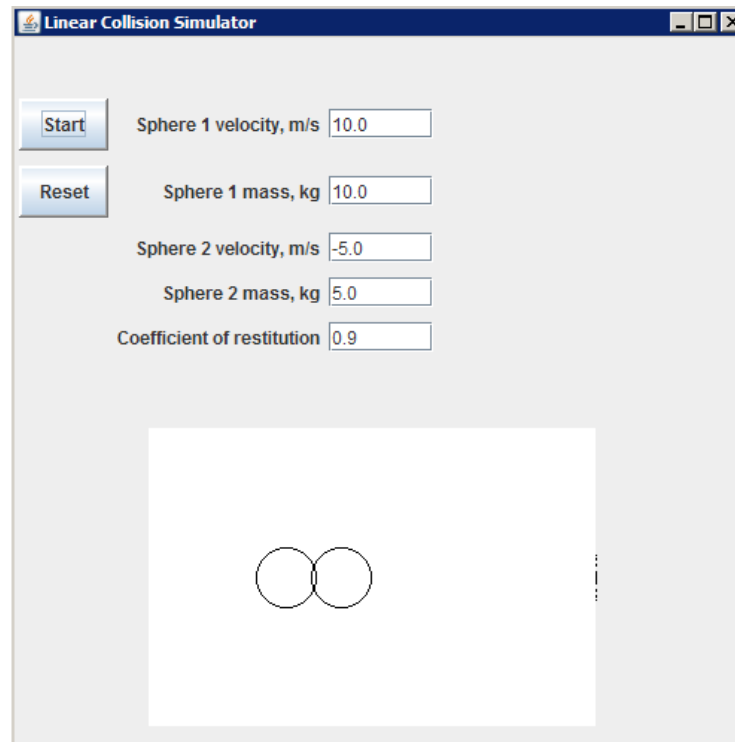 Linear Collision Simulator
Start Sphere 1 velocity, m/s 10.0
Reset Sphere 1 mass, kg 10.0
Sphere 2 velocity, m/s -5.0
Sphere 2 mass, kg 5.0
Coefficient of restitution 0.9